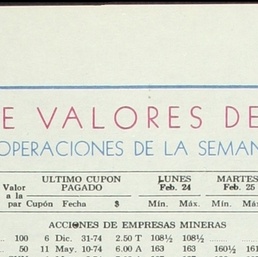 E VALORES DE
OPERACIONES DE LA SEMAN
Valor a la par ULTIMO CUPON PAGADO LUNES Feb. 24 MARTES Feb. 25
Cupón Fecha $ Mín. Máx. Mín. Máx.
ACCIONES DE EMPRESAS MINERAS
100 6 Dic. 31-74 2.50 T 108½ 108½
50 11 May. 10-74 6.00 A 163 163 160½